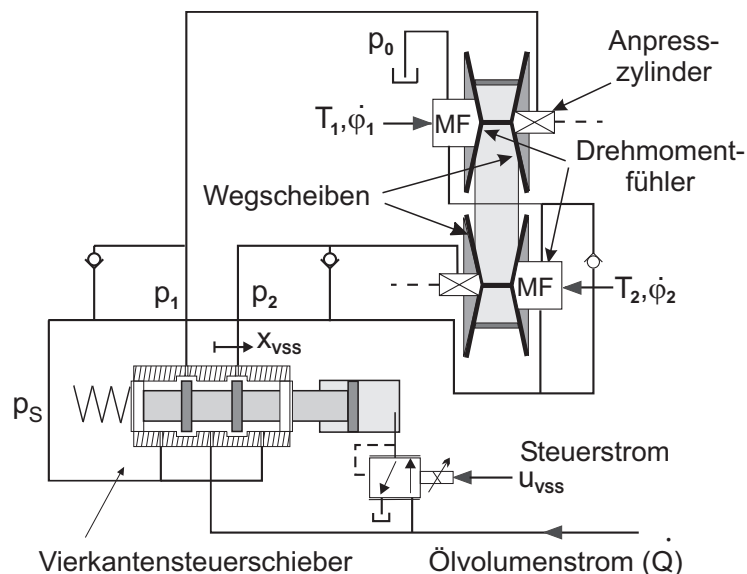 p₀
Anpress-
zylinder
T₁,φ̇₁
MF
Drehmoment-
fühler
Wegscheiben
p₁
p₂
MF
T₂,φ̇₂
x_VSS
p_S
Steuerstrom
u_VSS
Vierkantensteuerschieber
Ölvolumenstrom (Q̇)